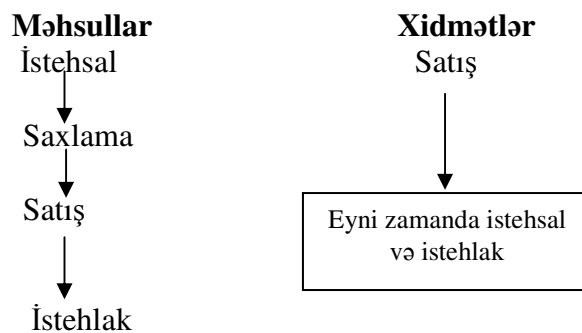 Məhsullar
İstehsal
Saxlama
Satış
İstehlak
Xidmətlər
Satış
Eyni zamanda istehsal
və istehlak